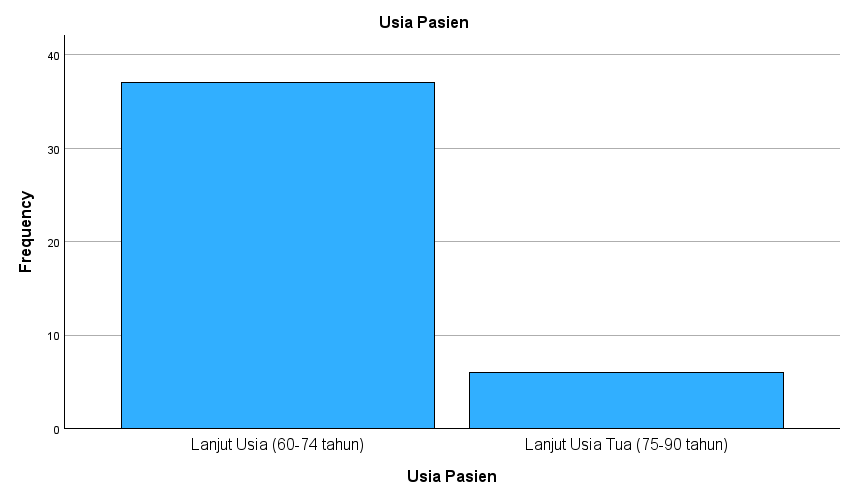 Usia Pasien
40
30
20
10
0
Frequency
Lanjut Usia (60-74 tahun)
Lanjut Usia Tua (75-90 tahun)
Usia Pasien